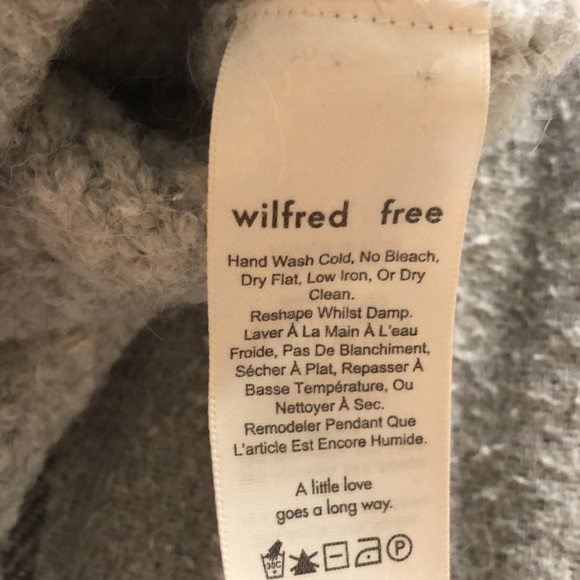 wilfred free
Hand Wash Cold, No Bleach,
Dry Flat, Low Iron, Or Dry
Clean.
Reshape Whilst Damp.
Laver À La Main À L'eau
Froide, Pas De Blanchiment,
Sécher À Plat, Repasser À
Basse Température, Ou
Nettoyer À Sec.
Remodeler Pendant Que
L'article Est Encore Humide.
A little love
goes a long way.
30C P